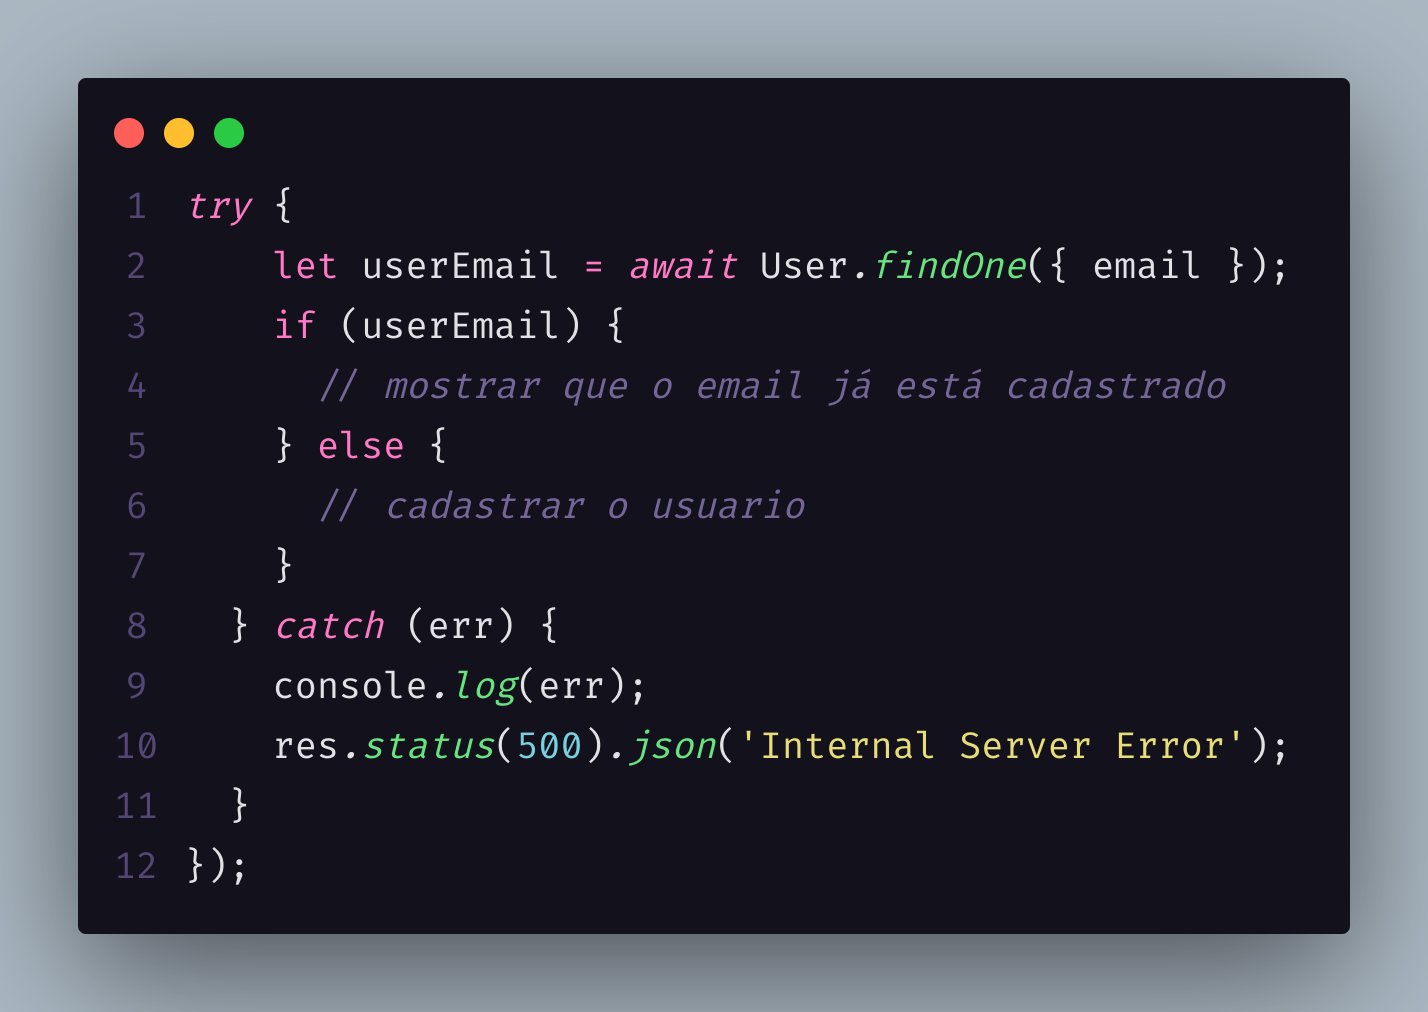 1 try {
2     let userEmail = await User.findOne({ email });
3     if (userEmail) {
4       // mostrar que o email já está cadastrado
5     } else {
6       // cadastrar o usuario
7     }
8   } catch (err) {
9     console.log(err);
10     res.status(500).json('Internal Server Error');
11   }
12 });